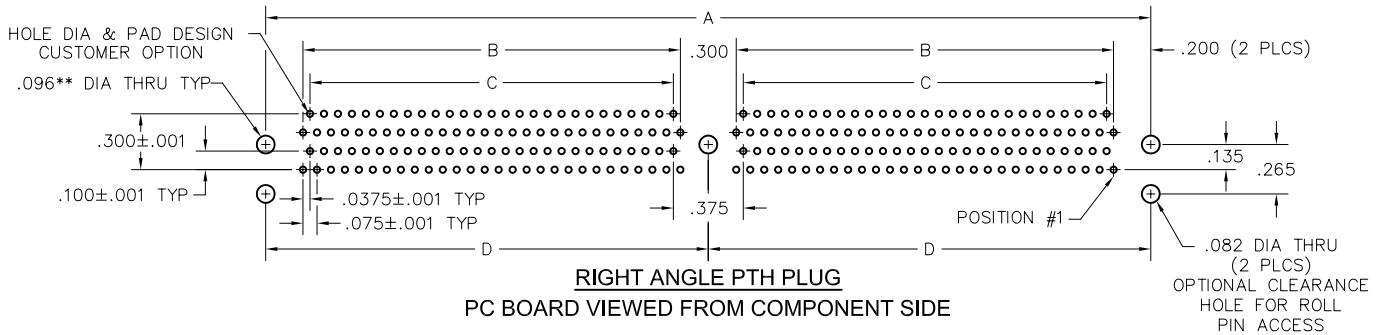 A
HOLE DIA & PAD DESIGN
CUSTOMER OPTION
B
.300
B
.200 (2 PLCS)
.096** DIA THRU TYP
C
C
.300±.001
.135
.265
.100±.001 TYP
.0375±.001 TYP
.375
.075±.001 TYP
POSITION #1
D
D
.082 DIA THRU
(2 PLCS)
OPTIONAL CLEARANCE
HOLE FOR ROLL
PIN ACCESS
RIGHT ANGLE PTH PLUG
PC BOARD VIEWED FROM COMPONENT SIDE